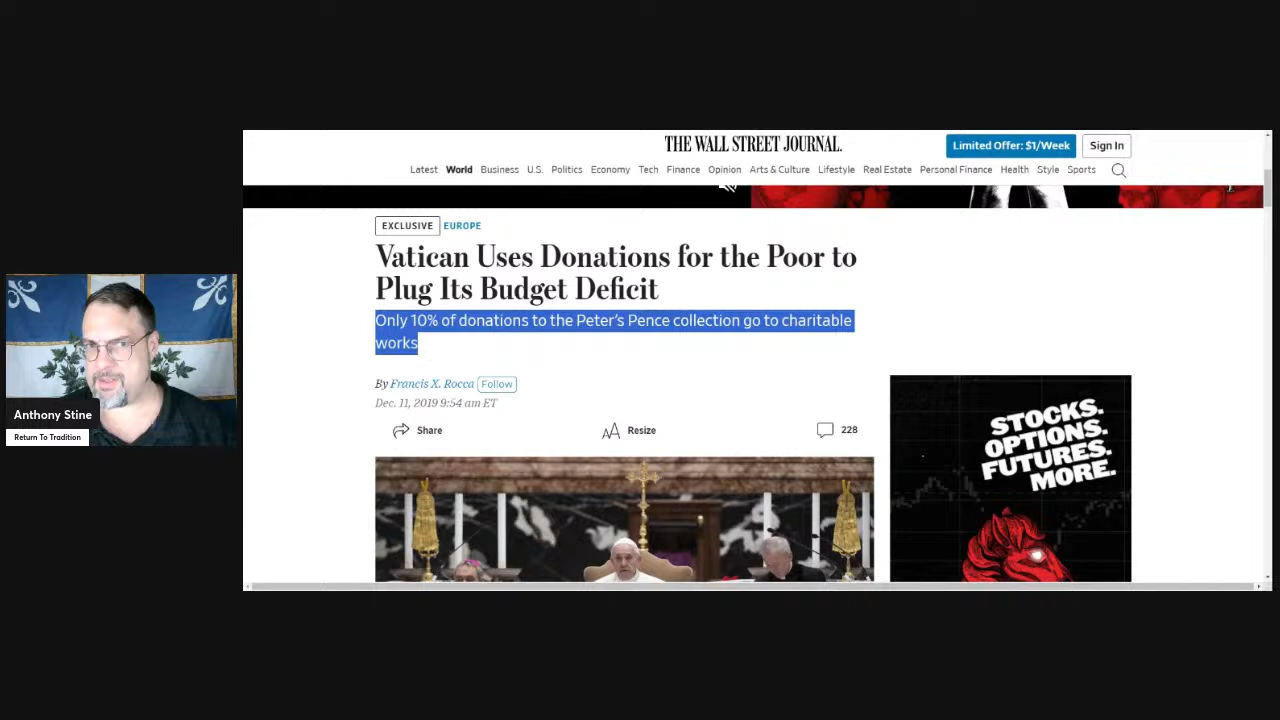 THE WALL STREET JOURNAL.
Limited Offer: $1/Week
Sign In
Latest World Business U.S. Politics Economy Tech Finance Opinion Arts & Culture Lifestyle Real Estate Personal Finance Health Style Sports
EXCLUSIVE EUROPE
Vatican Uses Donations for the Poor to
Plug Its Budget Deficit
Only 10% of donations to the Peter's Pence collection go to charitable
works
By Francis X. Rocca Follow
Dec. 11, 2019 9:54 am ET
Share
Resize
228
STOCKS.
OPTIONS.
FUTURES.
MORE.
Anthony Stine
Return To Tradition